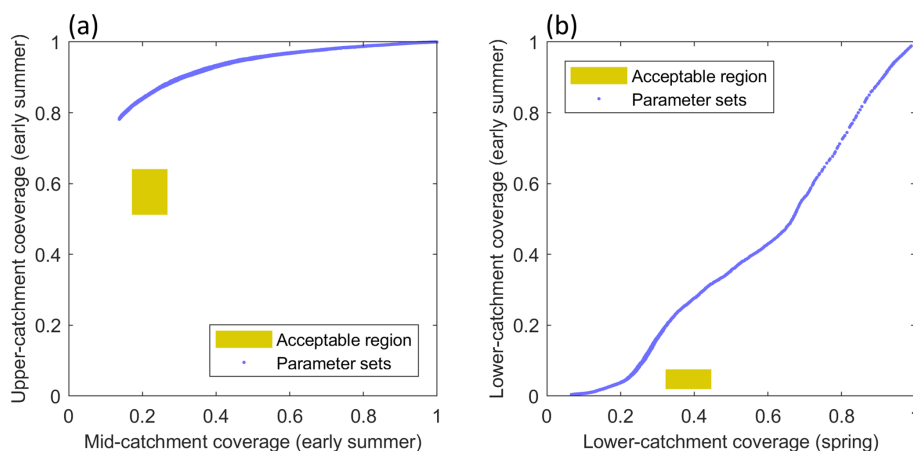 (a)
Upper-catchment coeverage (early summer)
1
0.8
0.6
0.4
0.2
0
Acceptable region
Parameter sets
0 0.2 0.4 0.6 0.8 1
Mid-catchment coverage (early summer)
(b)
Lower-catchment coverage (early summer)
1
0.8
0.6
0.4
0.2
0
Acceptable region
Parameter sets
0 0.2 0.4 0.6 0.8 1
Lower-catchment coverage (spring)